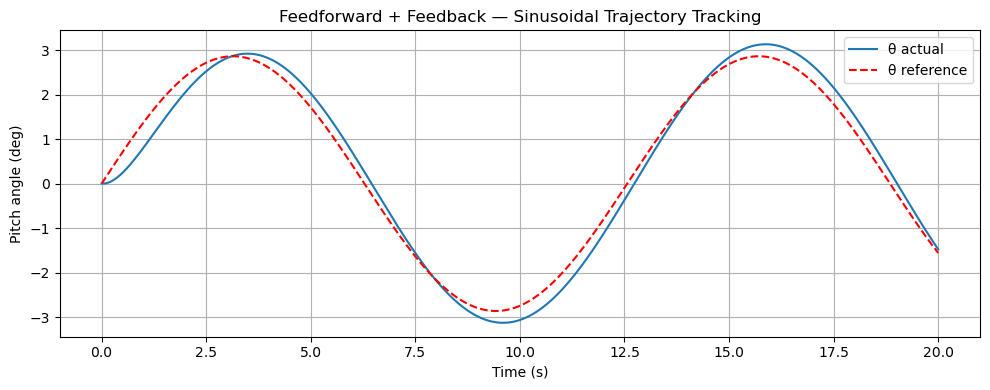 Feedforward + Feedback — Sinusoidal Trajectory Tracking
θ actual
θ reference
Pitch angle (deg)
3
2
1
0
−1
−2
−3
0.0 2.5 5.0 7.5 10.0 12.5 15.0 17.5 20.0
Time (s)